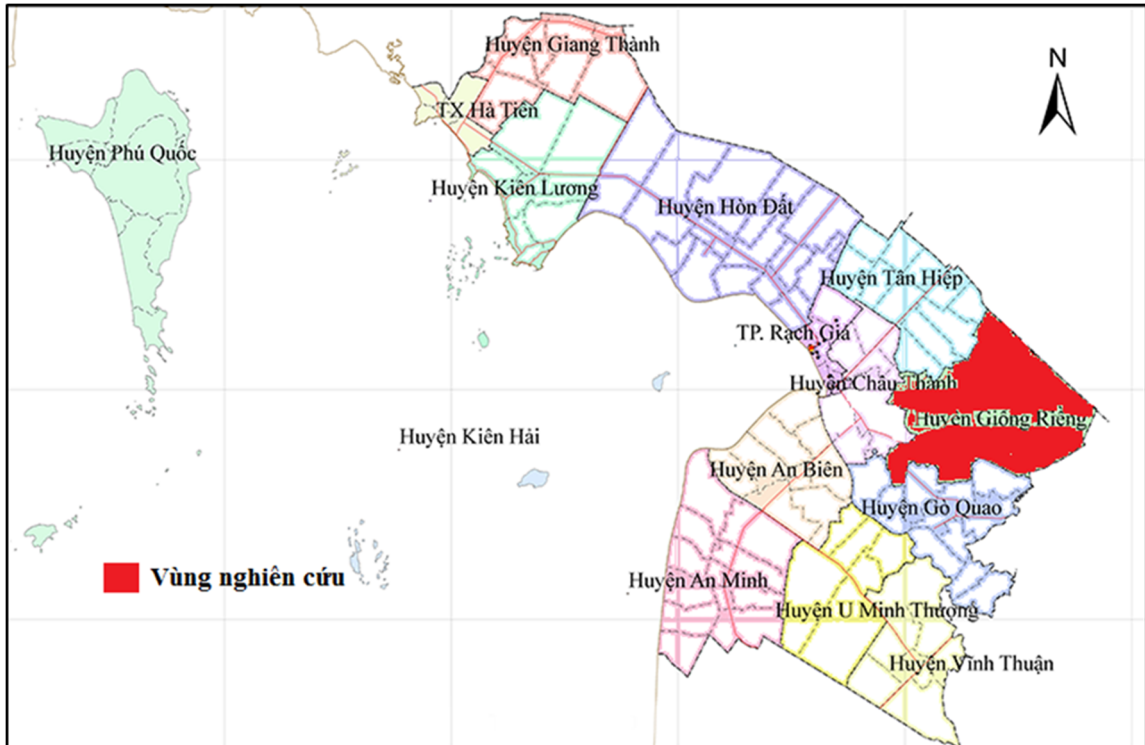 Huyện Giang Thành
N
TX Hà Tiên
Huyện Phú Quốc
Huyện Kiên Lương
Huyện Hòn Đất
Huyện Tân Hiệp
TP. Rạch Giá
Huyện Châu Thành
Huyện Giồng Riềng
Huyện Kiên Hải
Huyện An Biên
Huyện Gò Quao
Vùng nghiên cứu
Huyện An Minh
Huyện U Minh Thượng
Huyện Vĩnh Thuận